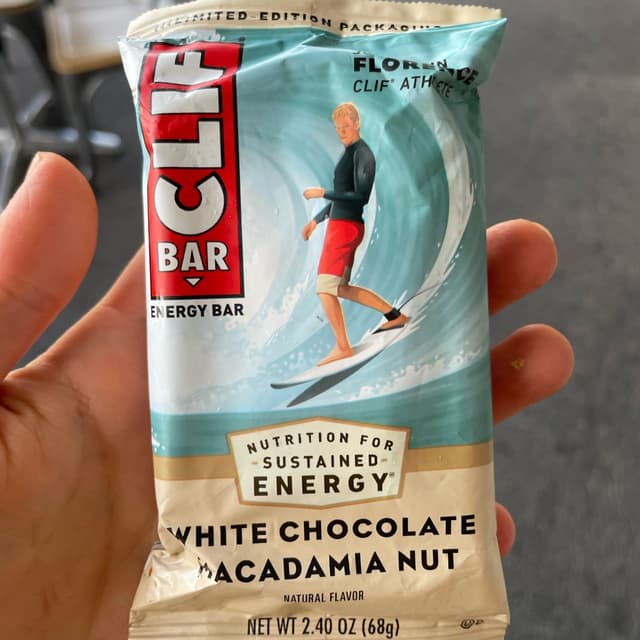 LIMITED-EDITION PACKAGING
FLORENCE
CLIF® ATHLETE
CLIF
BAR
ENERGY BAR
NUTRITION FOR
-SUSTAINED-
ENERGY®
WHITE CHOCOLATE
MACADAMIA NUT
NATURAL FLAVOR
NET WT 2.40 OZ (68g)
U D